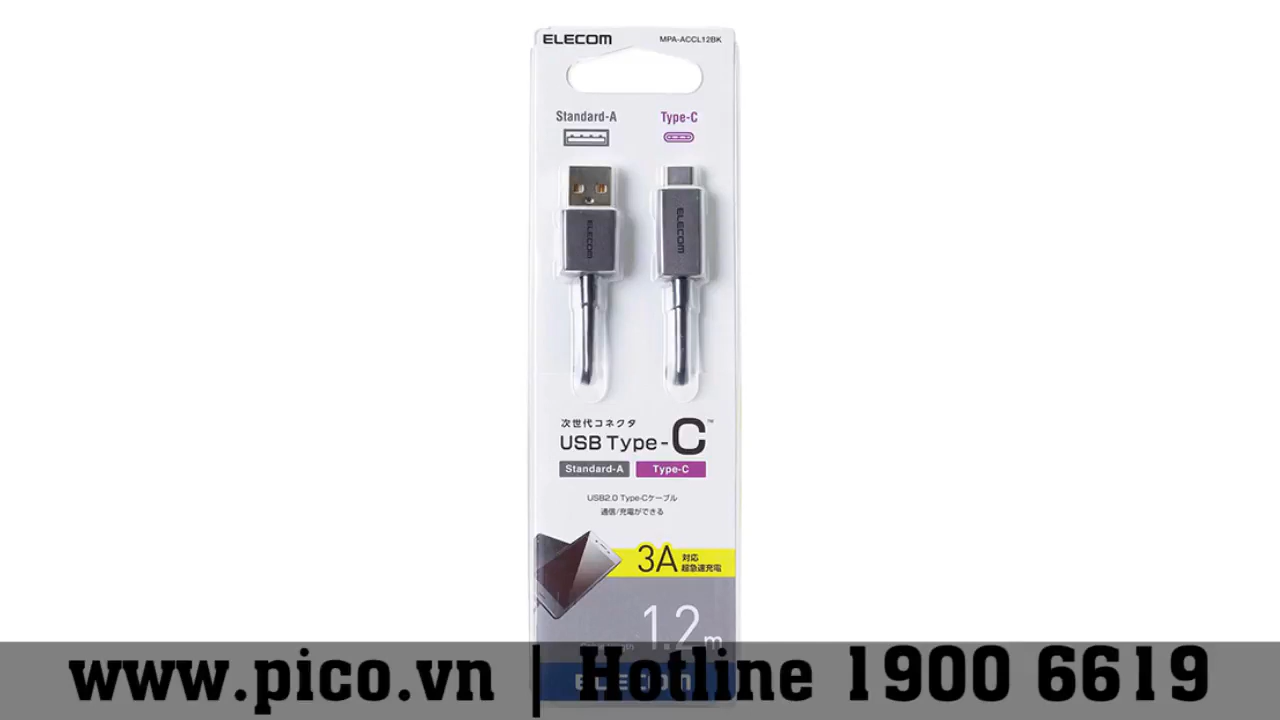 ELECOM
MPA-ACCL12BK
Standard-A
Type-C
ELECOM
ELECOM
次世代コネクタ
USB Type-C™
Standard-A
Type-C
USB2.0 Type-Cケーブル
通信/充電ができる
3A 対応
超急速充電
1.2m
ELECOM
www.pico.vn | Hotline 1900 6619